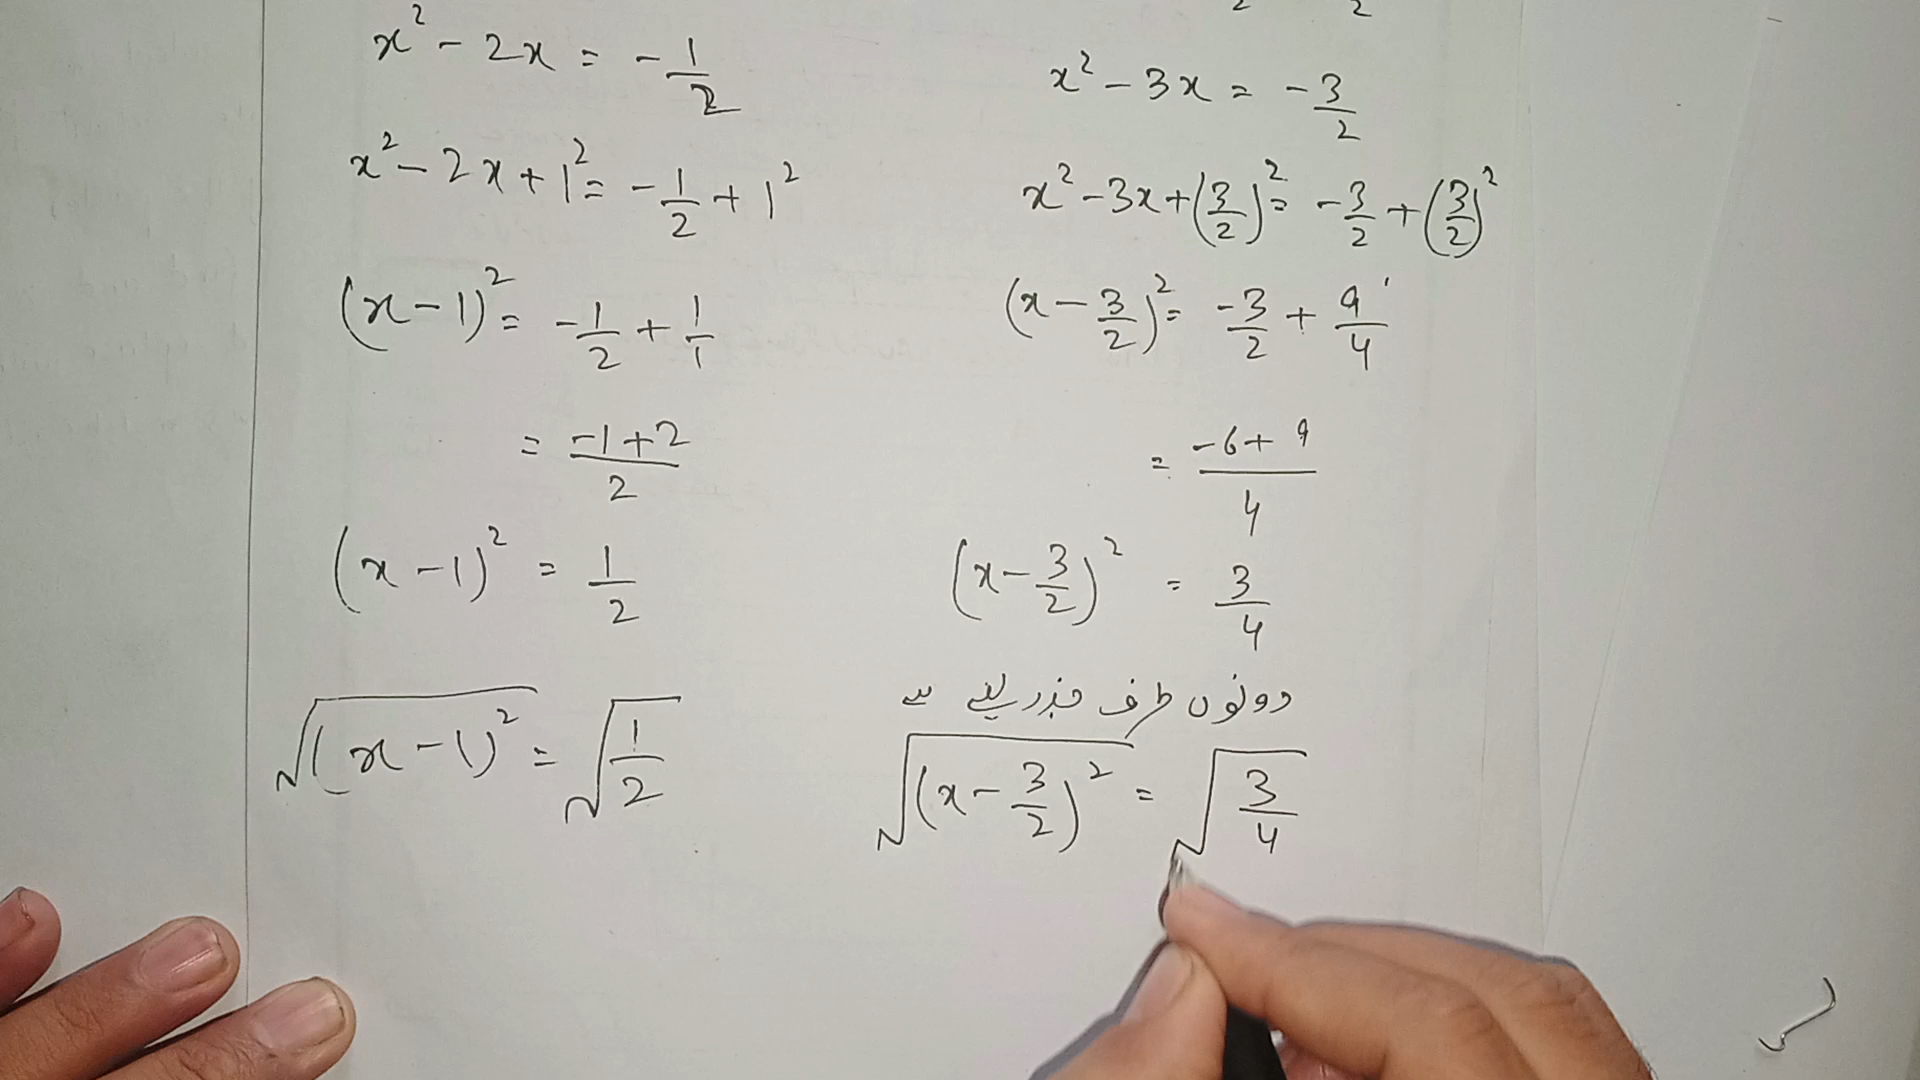 x² - 2x = -1/2
x² - 2x + 1² = -1/2 + 1²
(x - 1)² = -1/2 + 1/1
= -1+2/2
(x - 1)² = 1/2
√(x - 1)² = √1/2
2 2
x² - 3x = -3/2
x² - 3x + (3/2)² = -3/2 + (3/2)²
(x - 3/2)² = -3/2 + 9/4
= -6+9/4
(x - 3/2)² = 3/4
دونوں طرف جذر لینے سے
√(x - 3/2)² = √3/4